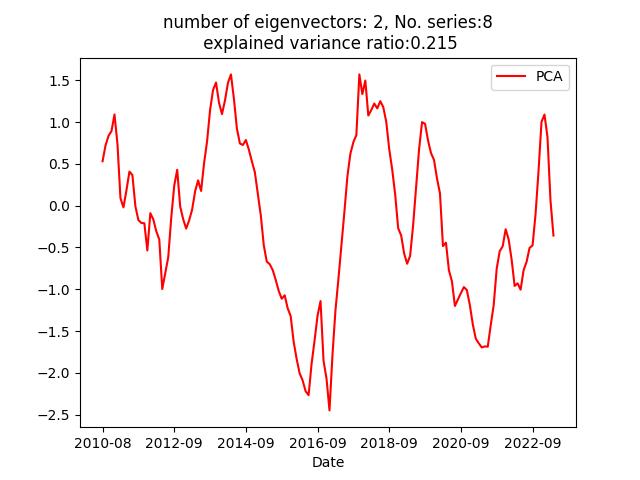 number of eigenvectors: 2, No. series:8
explained variance ratio:0.215
PCA
1.5
1.0
0.5
0.0
−0.5
−1.0
−1.5
−2.0
−2.5
2010-08 2012-09 2014-09 2016-09 2018-09 2020-09 2022-09
Date